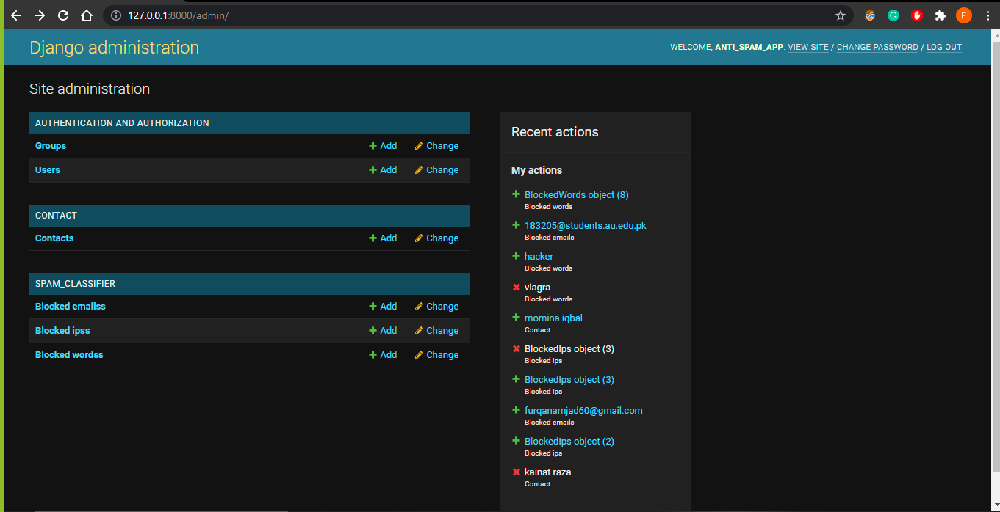 127.0.0.1:8000/admin/
F
Django administration
WELCOME, ANTI_SPAM_APP. VIEW SITE / CHANGE PASSWORD / LOG OUT
Site administration
AUTHENTICATION AND AUTHORIZATION
Groups Add Change
Users Add Change
CONTACT
Contacts Add Change
SPAM_CLASSIFIER
Blocked emailss Add Change
Blocked ipss Add Change
Blocked wordss Add Change
Recent actions
My actions
BlockedWords object (8)
Blocked words
183205@students.au.edu.pk
Blocked emails
hacker
Blocked words
viagra
Blocked words
momina iqbal
Contact
BlockedIps object (3)
Blocked ips
BlockedIps object (3)
Blocked ips
furqanamjad60@gmail.com
Blocked emails
BlockedIps object (2)
Blocked ips
kainat raza
Contact